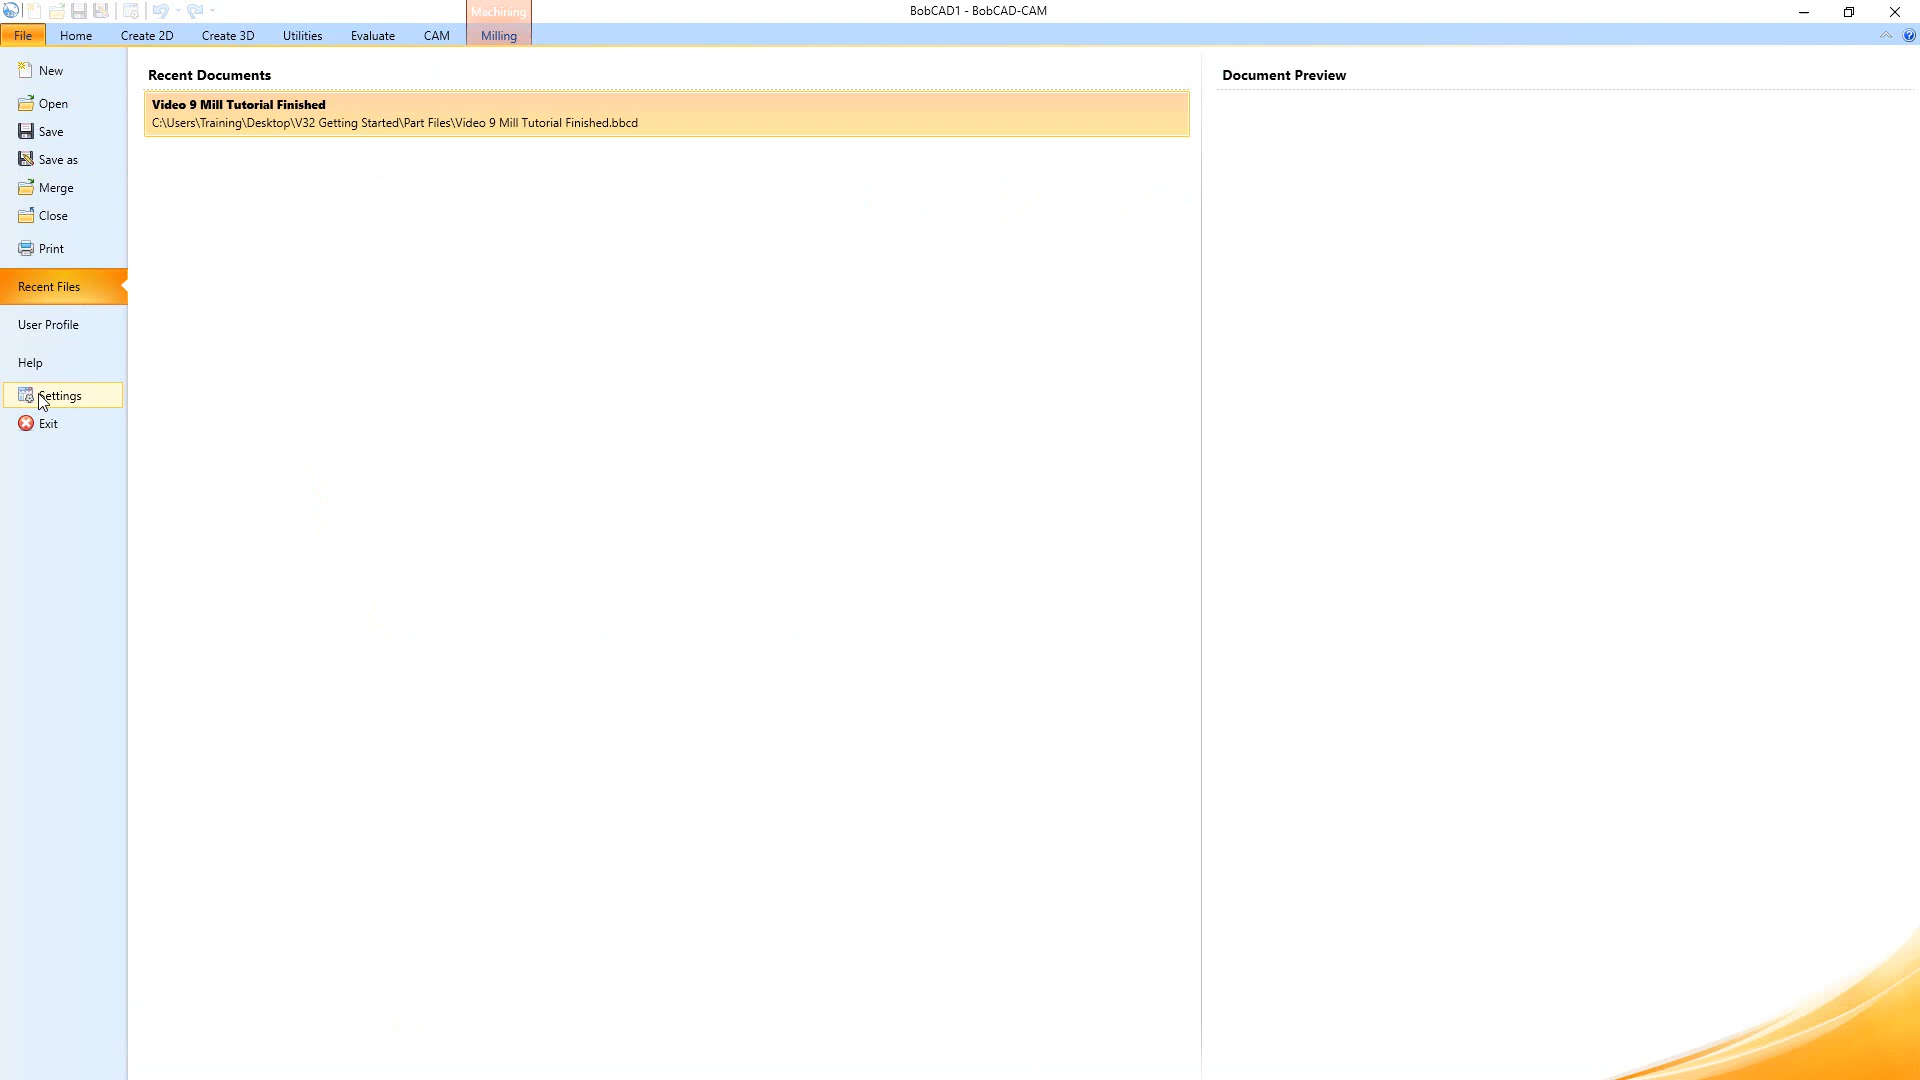 Machining
BobCAD1 - BobCAD-CAM
File
Home
Create 2D
Create 3D
Utilities
Evaluate
CAM
Milling
New
Open
Save
Save as
Merge
Close
Print
Recent Files
User Profile
Help
Settings
Exit
Recent Documents
Video 9 Mill Tutorial Finished
C:\Users\Training\Desktop\V32 Getting Started\Part Files\Video 9 Mill Tutorial Finished.bbcd
Document Preview